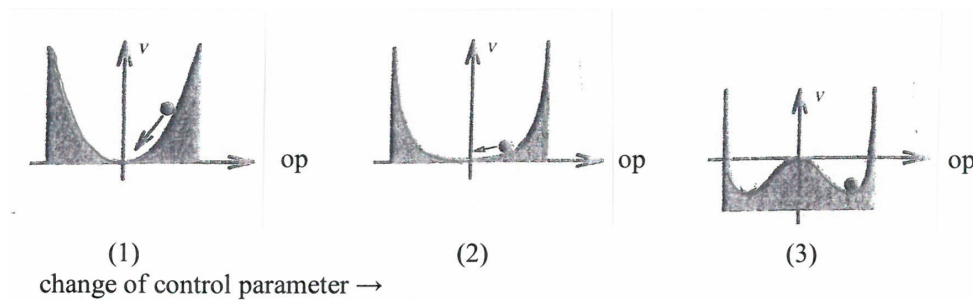 v
op
v
op
v
op
(1)
(2)
(3)
change of control parameter →